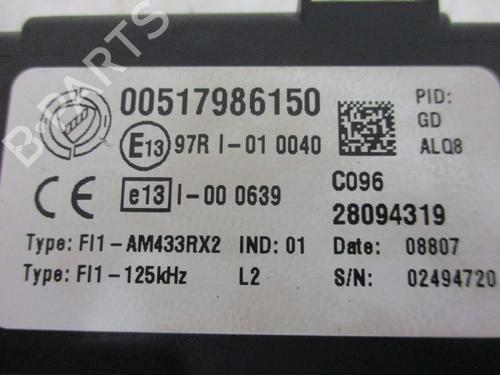 B-PARTS
00517986150
PID:
GD
ALQ8
E13 97R I-01 0040
e13 I-00 0639
C096
28094319
Type: FI1-AM433RX2 IND: 01 Date: 08807
Type: FI1-125kHz L2 S/N: 02494720
CE